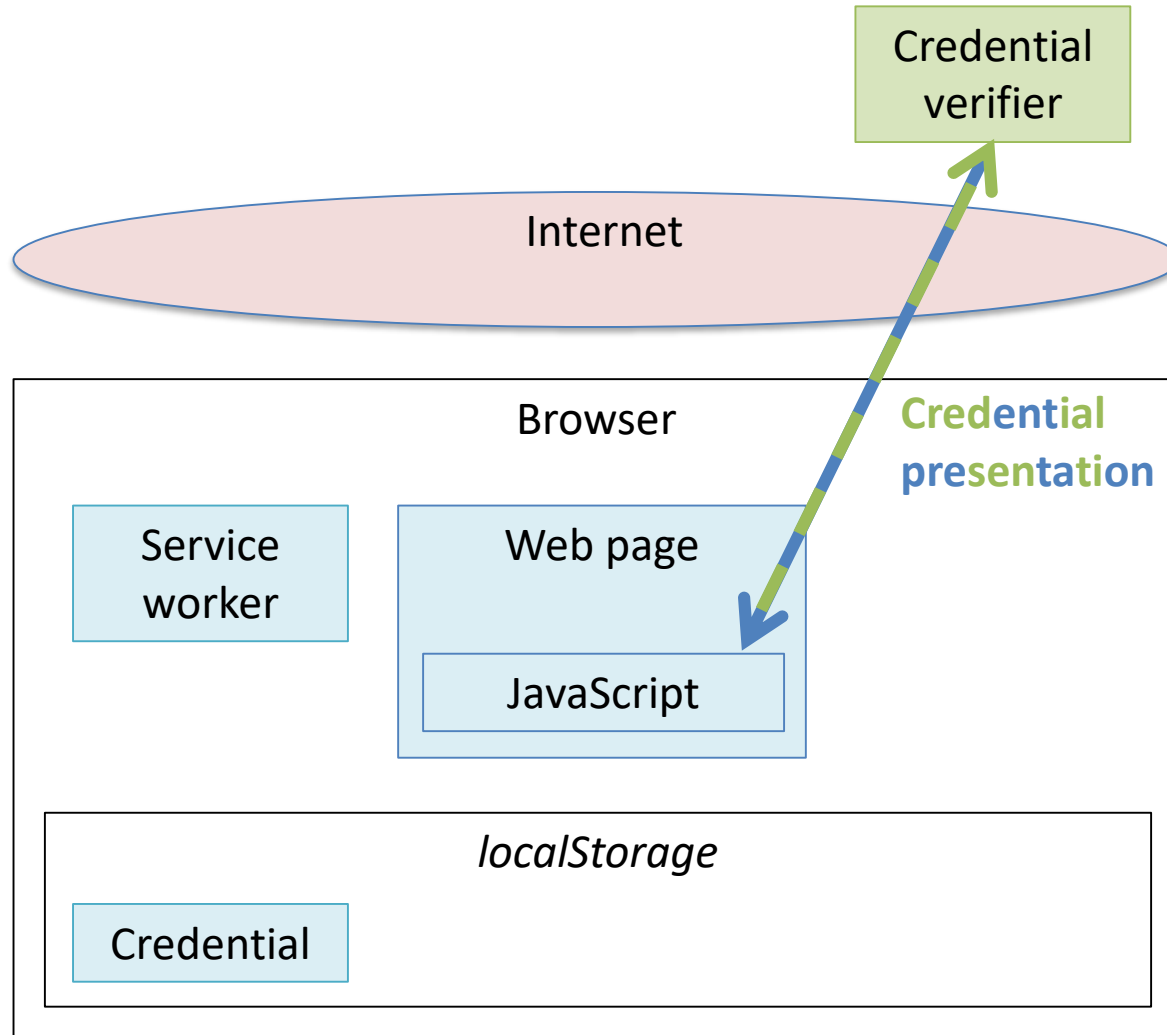 Credential
verifier
Internet
Browser
Credential
presentation
Service
worker
Web page
JavaScript
localStorage
Credential